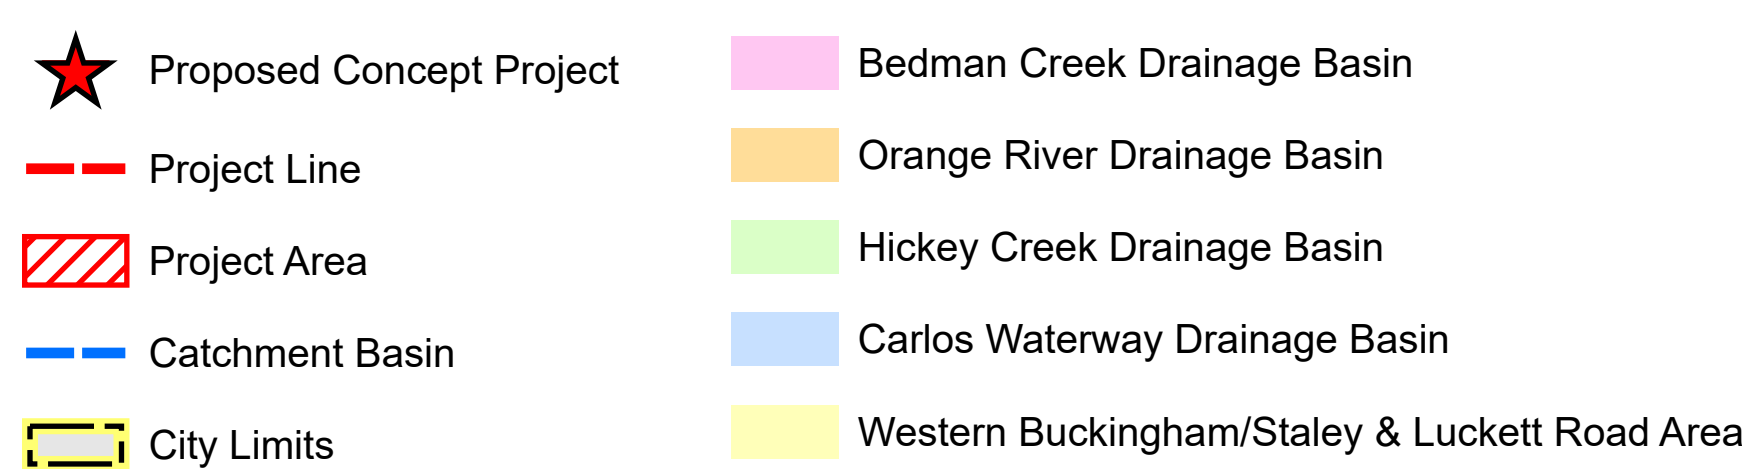 Proposed Concept Project
Project Line
Project Area
Catchment Basin
City Limits
Bedman Creek Drainage Basin
Orange River Drainage Basin
Hickey Creek Drainage Basin
Carlos Waterway Drainage Basin
Western Buckingham/Staley & Luckett Road Area